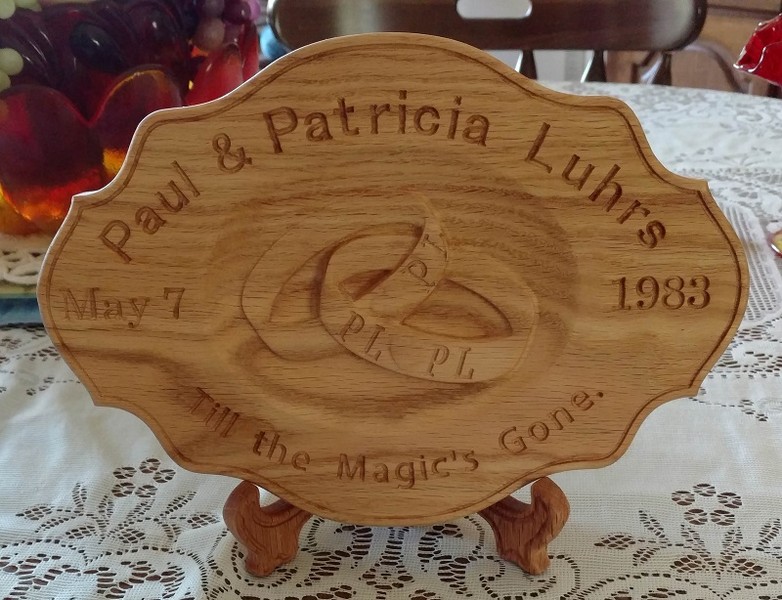 Paul & Patricia Luhrs
May 7
1983
PL
PL PL
Till the Magic's Gone.